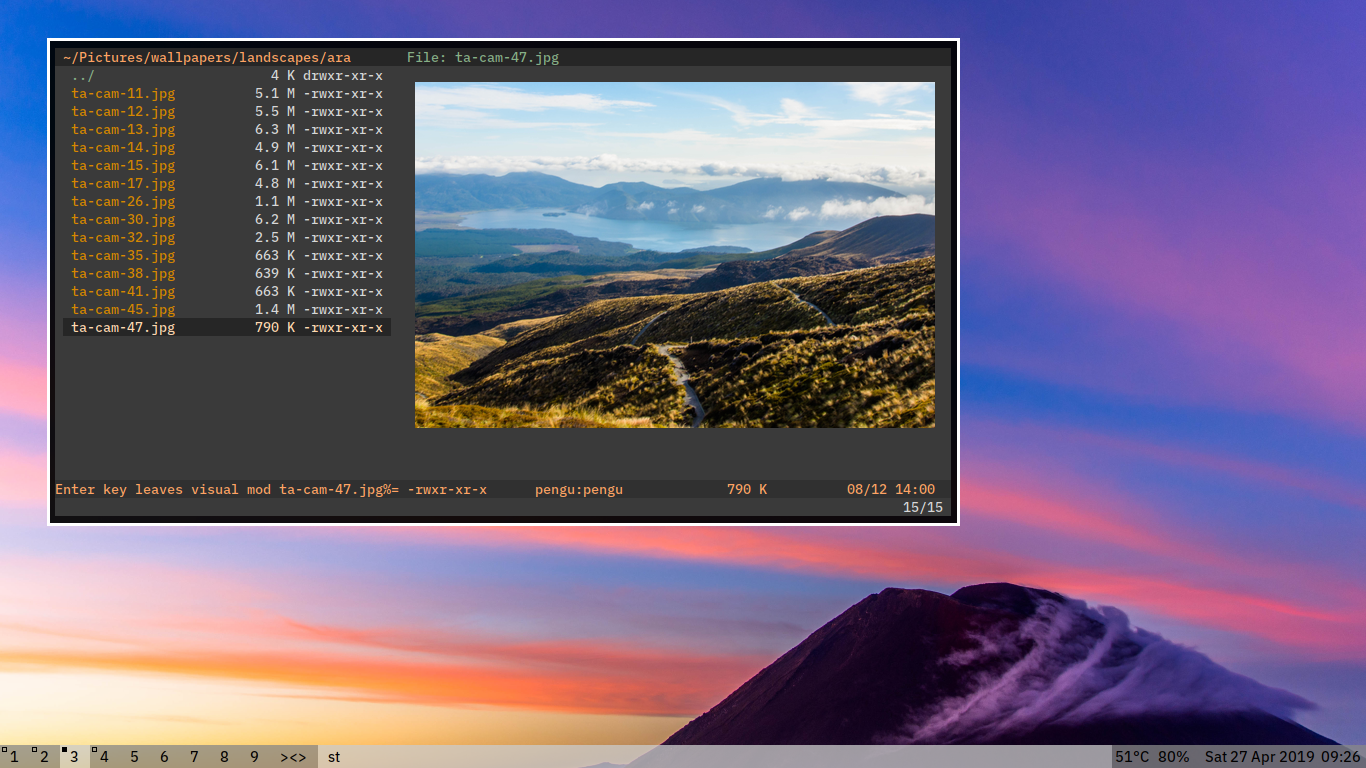 ~/Pictures/wallpapers/landscapes/ara File: ta-cam-47.jpg
../ 4 K drwxr-xr-x
ta-cam-11.jpg 5.1 M -rwxr-xr-x
ta-cam-12.jpg 5.5 M -rwxr-xr-x
ta-cam-13.jpg 6.3 M -rwxr-xr-x
ta-cam-14.jpg 4.9 M -rwxr-xr-x
ta-cam-15.jpg 6.1 M -rwxr-xr-x
ta-cam-17.jpg 4.8 M -rwxr-xr-x
ta-cam-26.jpg 1.1 M -rwxr-xr-x
ta-cam-30.jpg 6.2 M -rwxr-xr-x
ta-cam-32.jpg 2.5 M -rwxr-xr-x
ta-cam-35.jpg 663 K -rwxr-xr-x
ta-cam-38.jpg 639 K -rwxr-xr-x
ta-cam-41.jpg 663 K -rwxr-xr-x
ta-cam-45.jpg 1.4 M -rwxr-xr-x
ta-cam-47.jpg 790 K -rwxr-xr-x
Enter key leaves visual mod ta-cam-47.jpg%= -rwxr-xr-x pengu:pengu 790 K 08/12 14:00
15/15
1 2 3 4 5 6 7 8 9 ><> st 51°C 80% Sat 27 Apr 2019 09:26